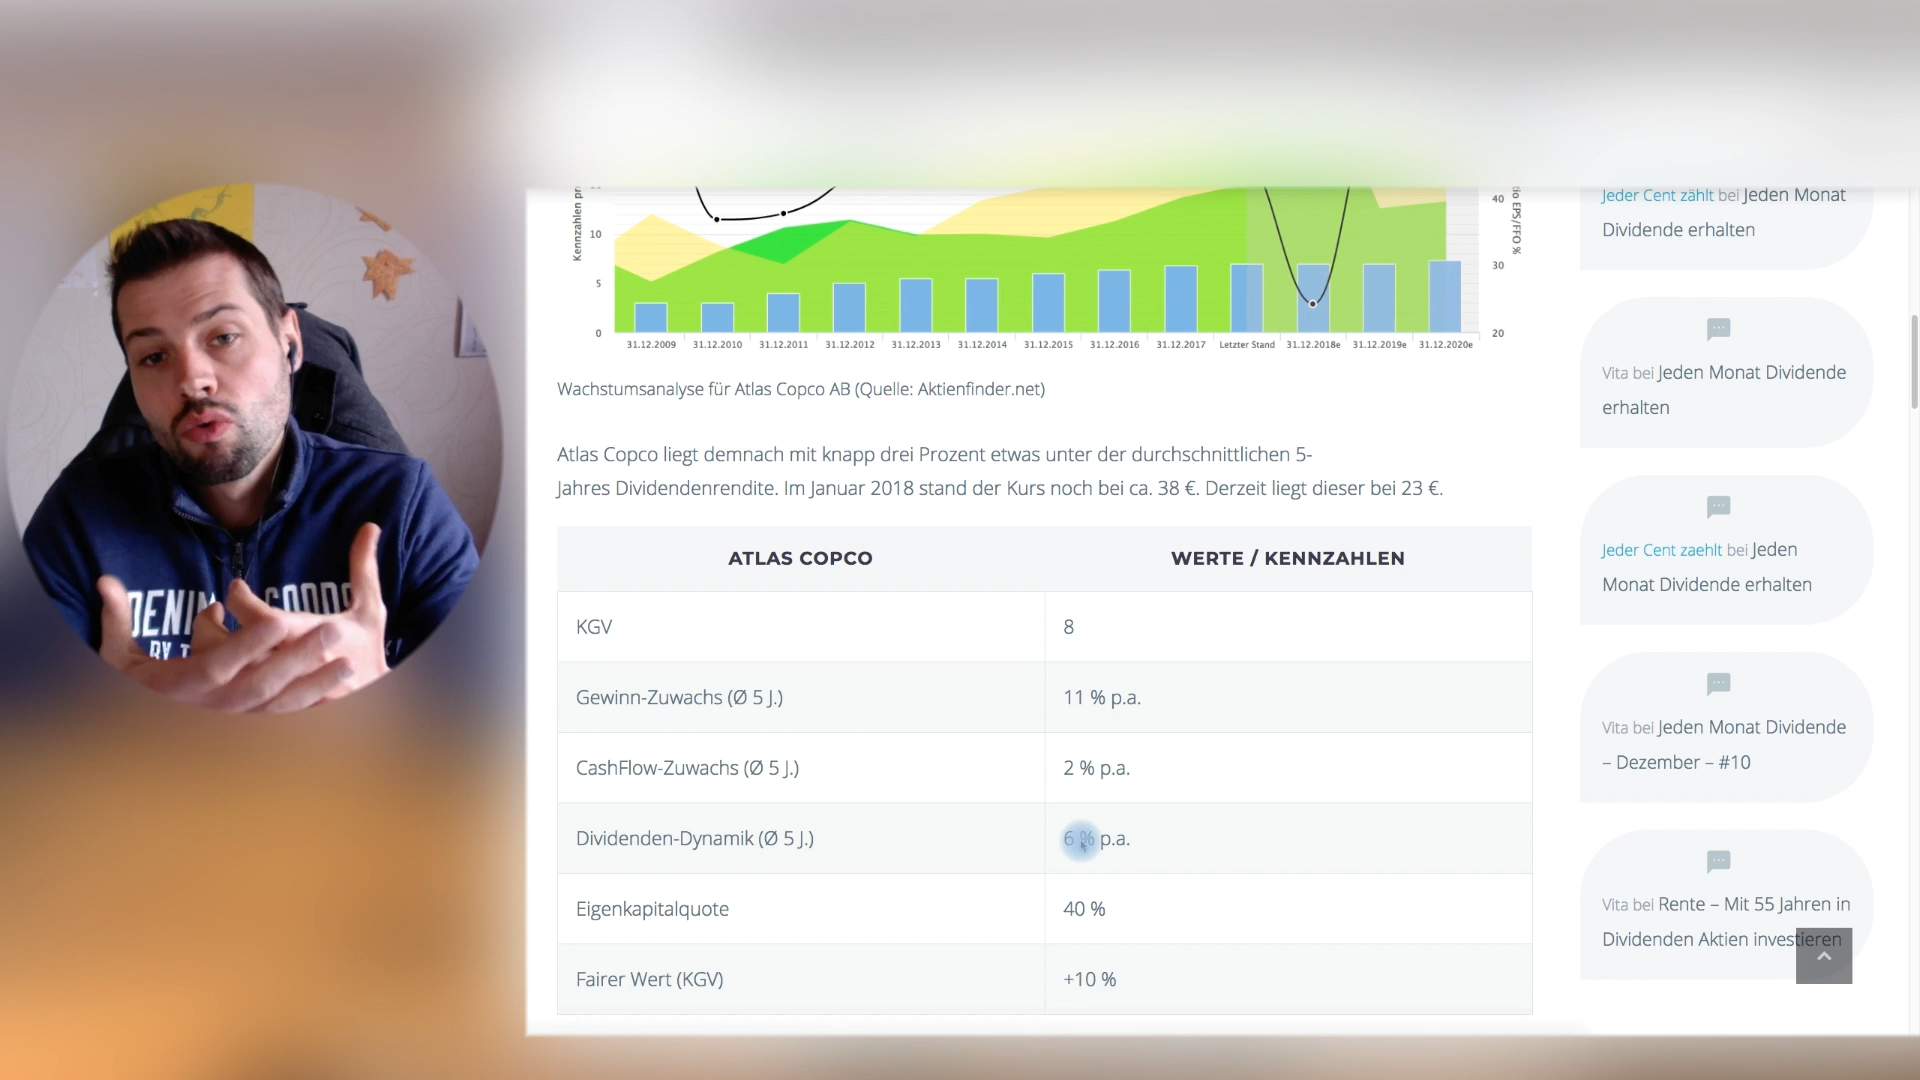 Kennzahlen pr
10
5
0
40
30
20
tio EPS/FFO %
31.12.2009 31.12.2010 31.12.2011 31.12.2012 31.12.2013 31.12.2014 31.12.2015 31.12.2016 31.12.2017 Letzter Stand 31.12.2018e 31.12.2019e 31.12.2020e
Wachstumsanalyse für Atlas Copco AB (Quelle: Aktienfinder.net)
Atlas Copco liegt demnach mit knapp drei Prozent etwas unter der durchschnittlichen 5-
Jahres Dividendenrendite. Im Januar 2018 stand der Kurs noch bei ca. 38 €. Derzeit liegt dieser bei 23 €.
ATLAS COPCO WERTE / KENNZAHLEN
KGV 8
Gewinn-Zuwachs (Ø 5 J.) 11 % p.a.
CashFlow-Zuwachs (Ø 5 J.) 2 % p.a.
Dividenden-Dynamik (Ø 5 J.) 6 % p.a.
Eigenkapitalquote 40 %
Fairer Wert (KGV) +10 %
Jeder Cent zählt bei Jeden Monat
Dividende erhalten
Vita bei Jeden Monat Dividende
erhalten
Jeder Cent zaehlt bei Jeden
Monat Dividende erhalten
Vita bei Jeden Monat Dividende
– Dezember – #10
Vita bei Rente – Mit 55 Jahren in
Dividenden Aktien investieren
DENIM GOODS
BY T